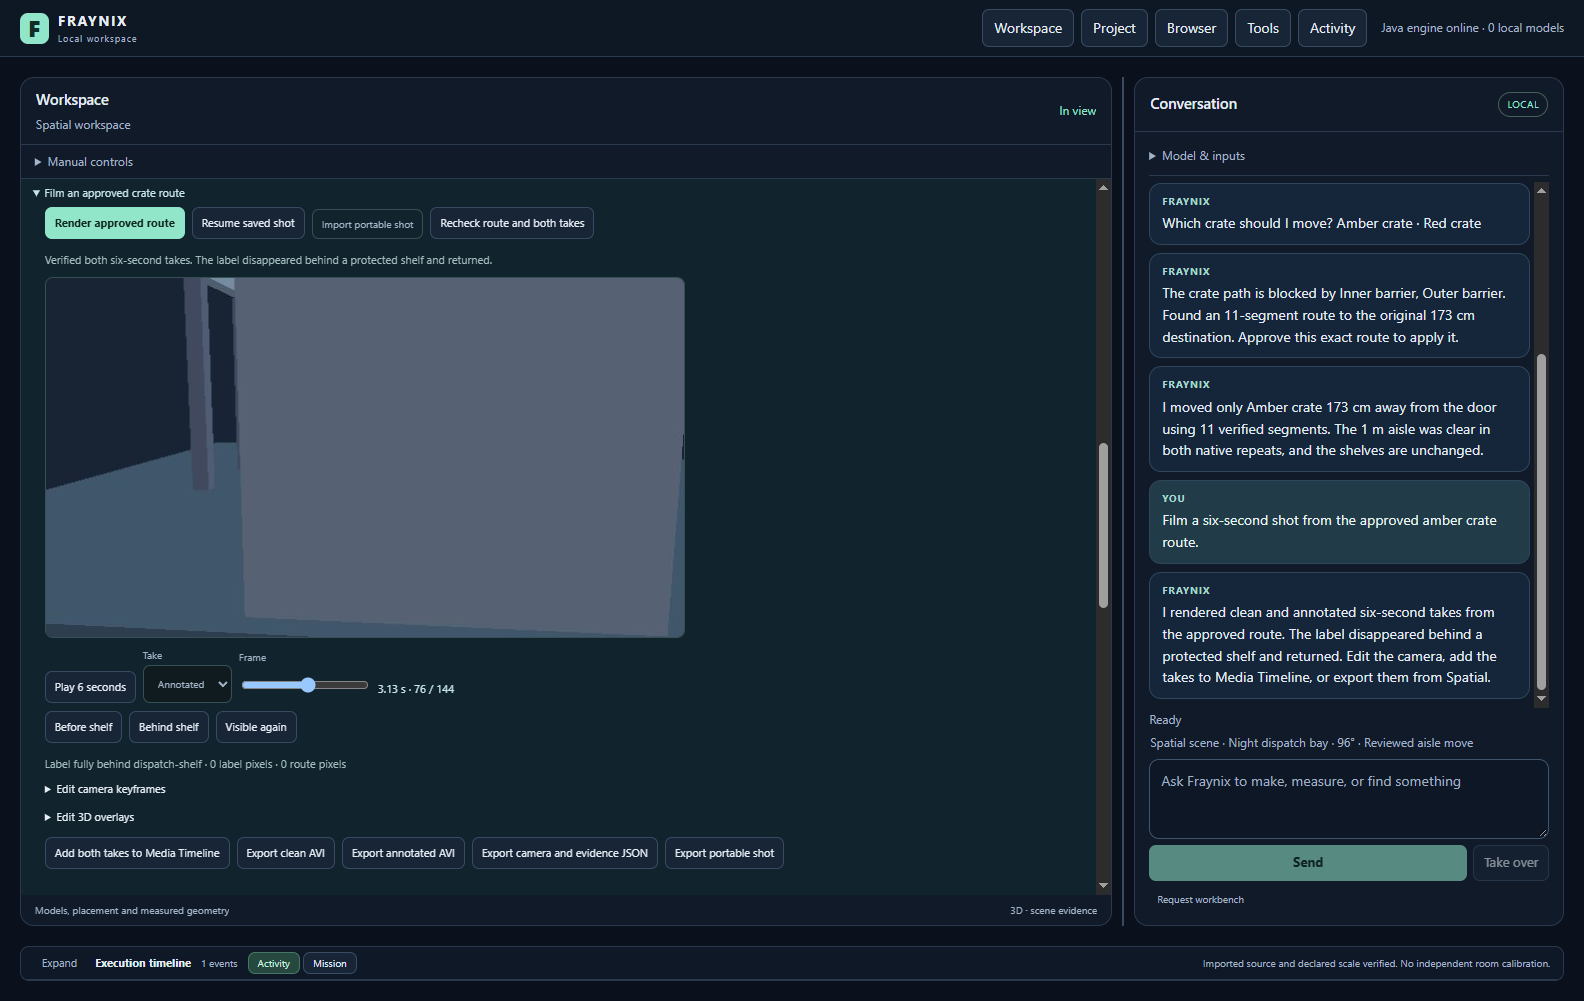 F
FRAYNIX
Local workspace
Workspace
Project
Browser
Tools
Activity
Java engine online · 0 local models
Workspace
Spatial workspace
In view
Manual controls
Film an approved crate route
Render approved route
Resume saved shot
Import portable shot
Recheck route and both takes
Verified both six-second takes. The label disappeared behind a protected shelf and returned.
Take
Frame
Play 6 seconds
Annotated
3.13 s · 76 / 144
Before shelf
Behind shelf
Visible again
Label fully behind dispatch-shelf · 0 label pixels · 0 route pixels
Edit camera keyframes
Edit 3D overlays
Add both takes to Media Timeline
Export clean AVI
Export annotated AVI
Export camera and evidence JSON
Export portable shot
Models, placement and measured geometry
3D · scene evidence
Conversation
LOCAL
Model & inputs
FRAYNIX
Which crate should I move? Amber crate · Red crate
FRAYNIX
The crate path is blocked by Inner barrier, Outer barrier.
Found an 11-segment route to the original 173 cm
destination. Approve this exact route to apply it.
FRAYNIX
I moved only Amber crate 173 cm away from the door
using 11 verified segments. The 1 m aisle was clear in
both native repeats, and the shelves are unchanged.
YOU
Film a six-second shot from the approved amber crate
route.
FRAYNIX
I rendered clean and annotated six-second takes from
the approved route. The label disappeared behind a
protected shelf and returned. Edit the camera, add the
takes to Media Timeline, or export them from Spatial.
Ready
Spatial scene · Night dispatch bay · 96° · Reviewed aisle move
Ask Fraynix to make, measure, or find something
Send
Take over
Request workbench
Expand
Execution timeline
1 events
Activity
Mission
Imported source and declared scale verified. No independent room calibration.